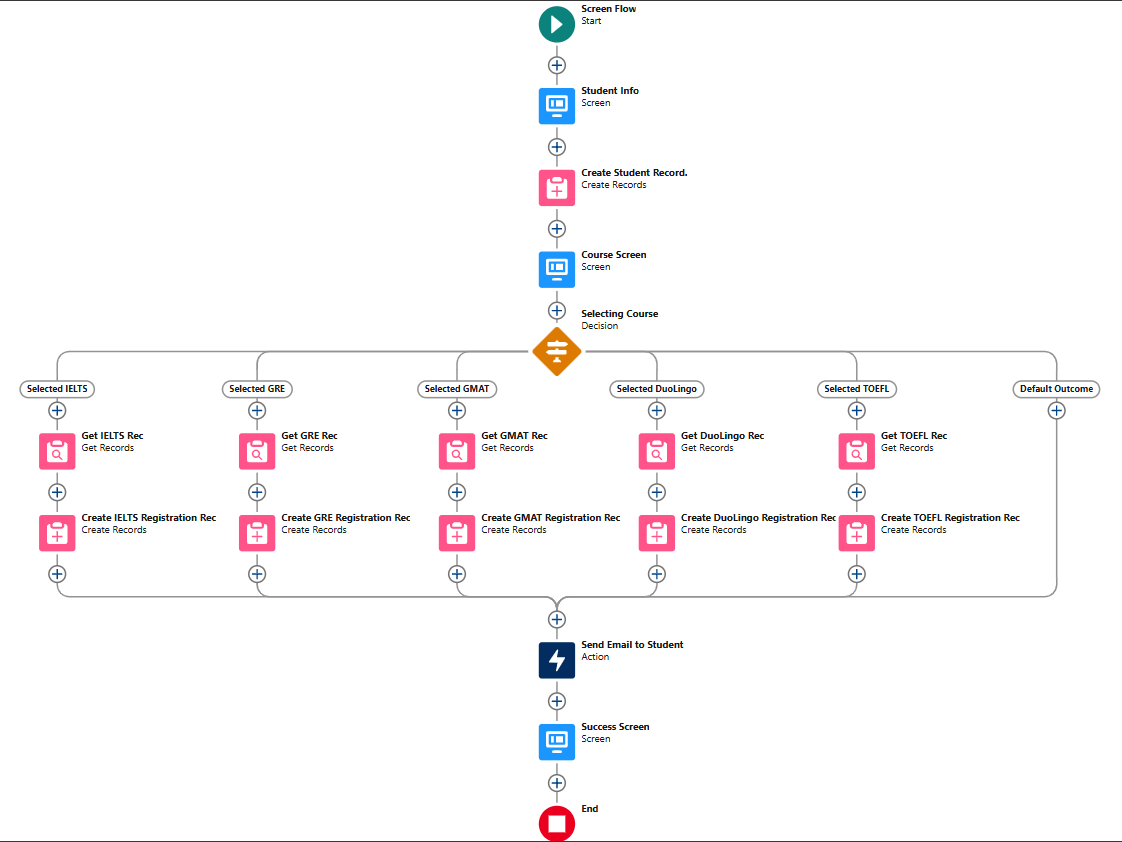 Screen Flow
Start
Student Info
Screen
Create Student Record.
Create Records
Course Screen
Screen
Selecting Course
Decision
Selected IELTS
Selected GRE
Selected GMAT
Selected DuoLingo
Selected TOEFL
Default Outcome
Get IELTS Rec
Get Records
Get GRE Rec
Get Records
Get GMAT Rec
Get Records
Get DuoLingo Rec
Get Records
Get TOEFL Rec
Get Records
Create IELTS Registration Rec
Create Records
Create GRE Registration Rec
Create Records
Create GMAT Registration Rec
Create Records
Create DuoLingo Registration Rec
Create Records
Create TOEFL Registration Rec
Create Records
Send Email to Student
Action
Success Screen
Screen
End